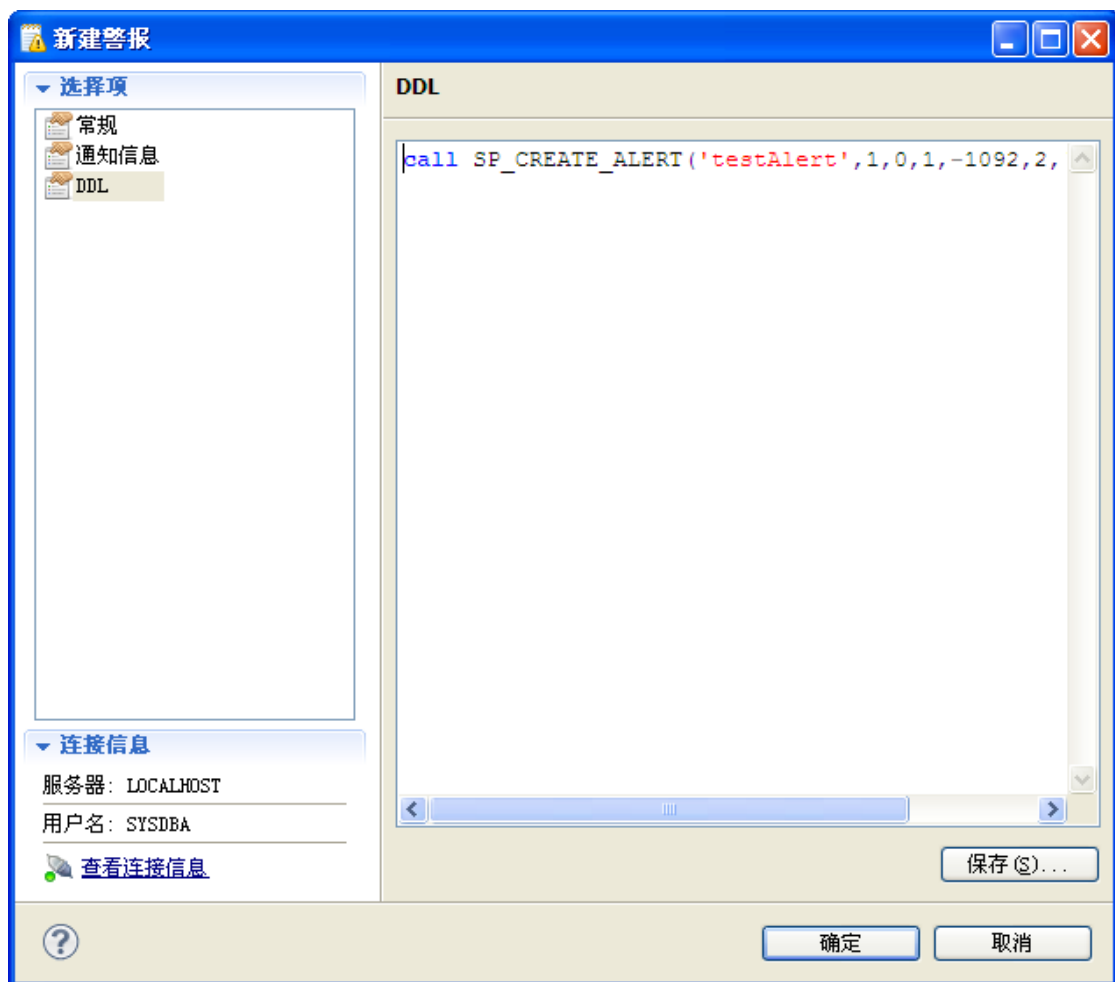 新建警报
选择项
常规
通知信息
DDL
连接信息
服务器: LOCALHOST
用户名: SYSDBA
查看连接信息
DDL
call SP_CREATE_ALERT('testAlert',1,0,1,-1092,2,
保存(S)...
确定
取消